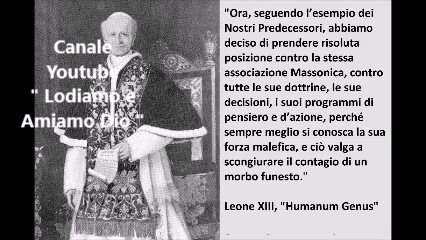 Canale
Youtube
" Lodiamo e
Amiamo Dio "
"Ora, seguendo l'esempio dei
Nostri Predecessori, abbiamo
deciso di prendere risoluta
posizione contro la stessa
associazione Massonica, contro
tutte le sue dottrine, le sue
decisioni, i suoi programmi di
pensiero e d'azione, perché
sempre meglio si conosca la sua
forza malefica, e ciò valga a
scongiurare il contagio di un
morbo funesto."
Leone XIII, "Humanum Genus"